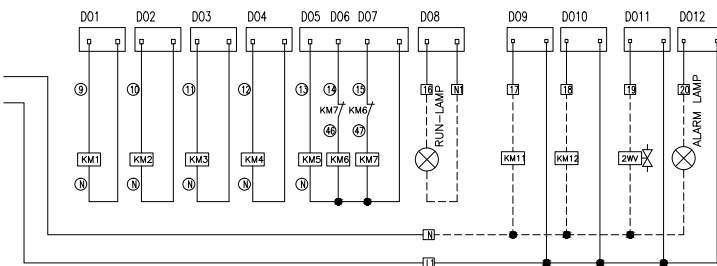 DO1 DO2 DO3 DO4 DO5 DO6 DO7 DO8 DO9 DO10 DO11 DO12
9 10 11 12 13 14 15 16 N1 17 18 19 20
KM7 KM6
46 47
RUN-LAMP
ALARM LAMP
KM1 KM2 KM3 KM4 KM5 KM6 KM7 KM11 KM12 2WV
N N N N N
N
L1